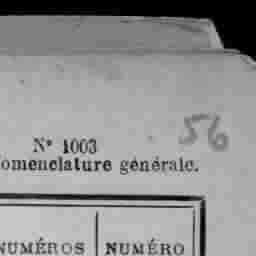 56
N° 1003
omenclature générale.
NUMÉROS NUMÉRO